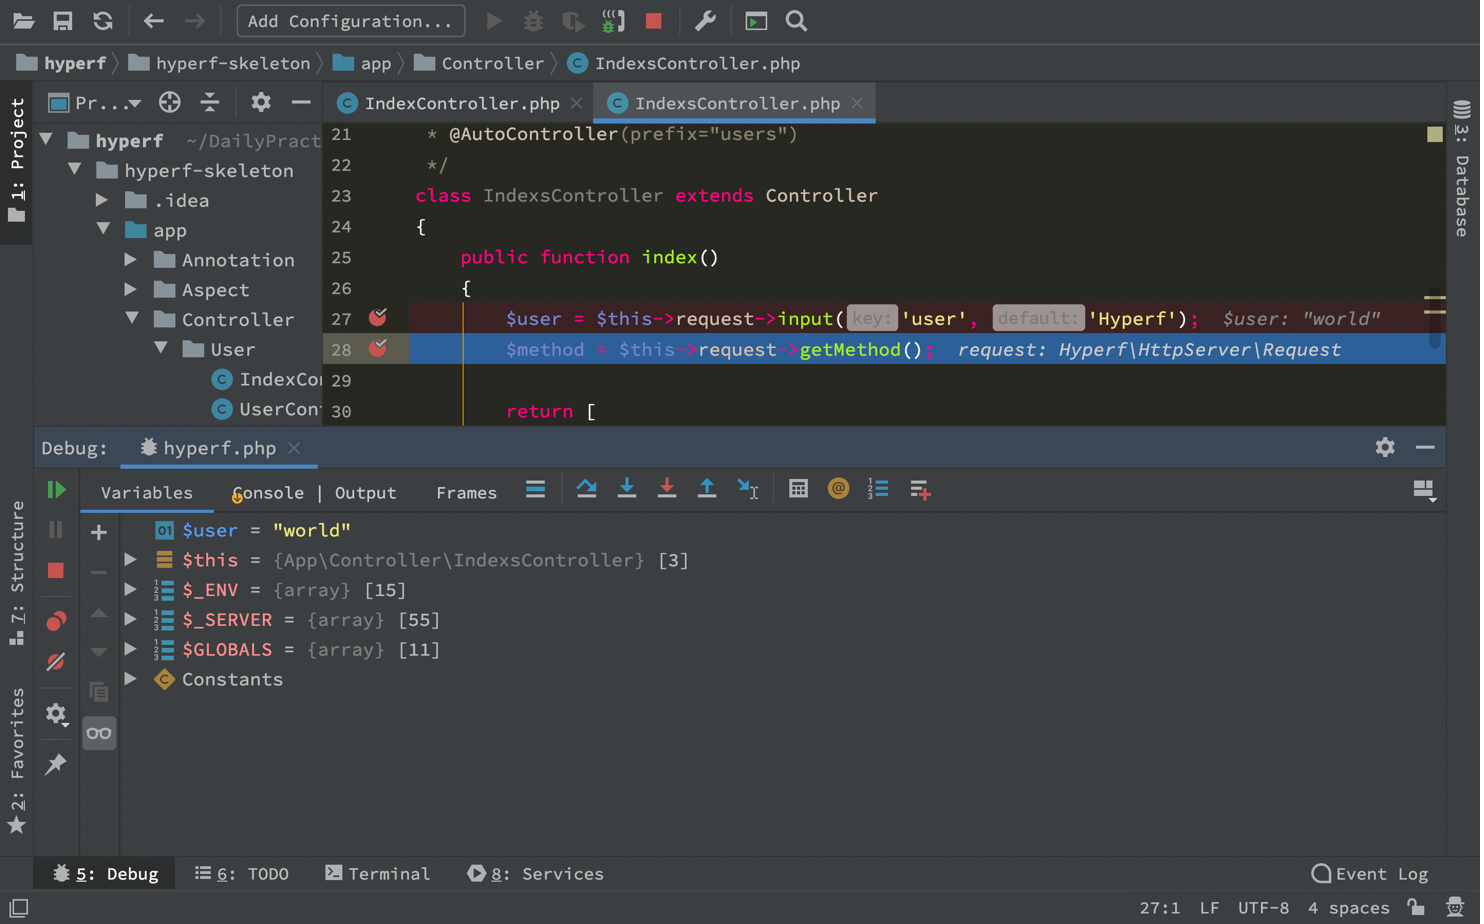 Add Configuration...
hyperf hyperf-skeleton app Controller IndexsController.php
Pr... IndexController.php IndexsController.php
1: Project
hyperf ~/DailyPract
hyperf-skeleton
.idea
app
Annotation
Aspect
Controller
User
IndexCon
UserCont
21 * @AutoController(prefix="users")
22 */
23 class IndexsController extends Controller
24 {
25 public function index()
26 {
27 $user = $this->request->input( key: 'user', default: 'Hyperf'); $user: "world"
28 $method = $this->request->getMethod(); request: Hyperf\HttpServer\Request
29
30 return [
3: Database
Debug: hyperf.php
Variables Console | Output Frames
01 $user = "world"
$this = {App\Controller\IndexsController} [3]
$_ENV = {array} [15]
$_SERVER = {array} [55]
$GLOBALS = {array} [11]
Constants
7: Structure
2: Favorites
5: Debug 6: TODO Terminal 8: Services Event Log
27:1 LF UTF-8 4 spaces